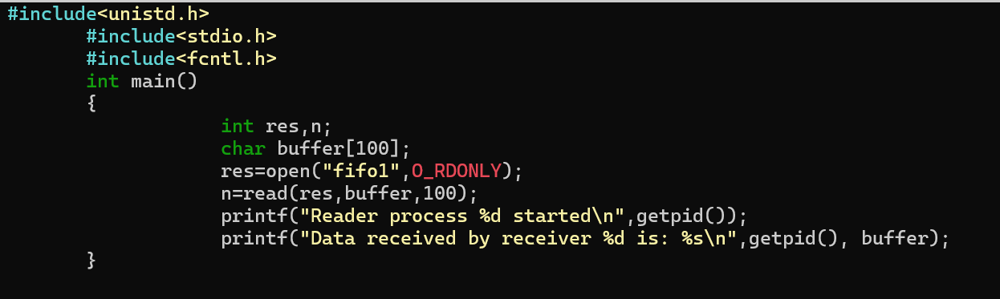 #include<unistd.h>
#include<stdio.h>
#include<fcntl.h>
int main()
{
int res,n;
char buffer[100];
res=open("fifo1",O_RDONLY);
n=read(res,buffer,100);
printf("Reader process %d started\n",getpid());
printf("Data received by receiver %d is: %s\n",getpid(), buffer);
}